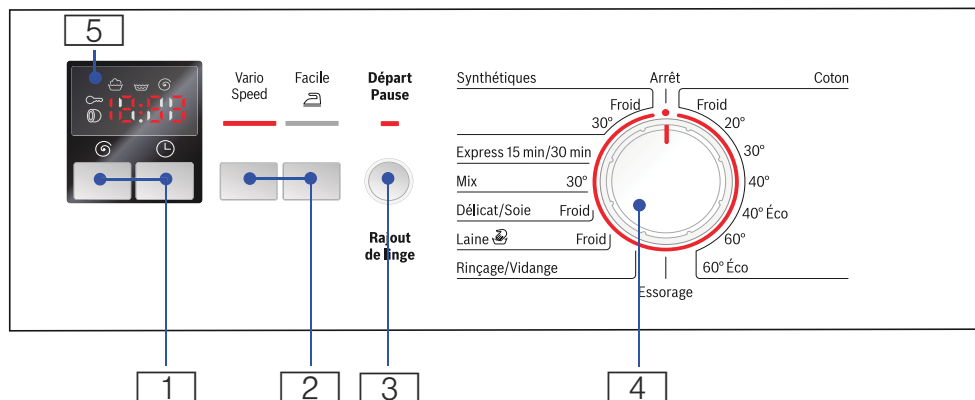 5
18:88
Vario
Speed
Facile
Départ
Pause
Rajout
de linge
Synthétiques
Arrêt
Coton
Froid
30°
Express 15 min/30 min
Mix 30°
Délicat/Soie Froid
Laine Froid
Rinçage/Vidange
Essorage
Froid
20°
30°
40°
40° Éco
60°
60° Éco
1
2
3
4